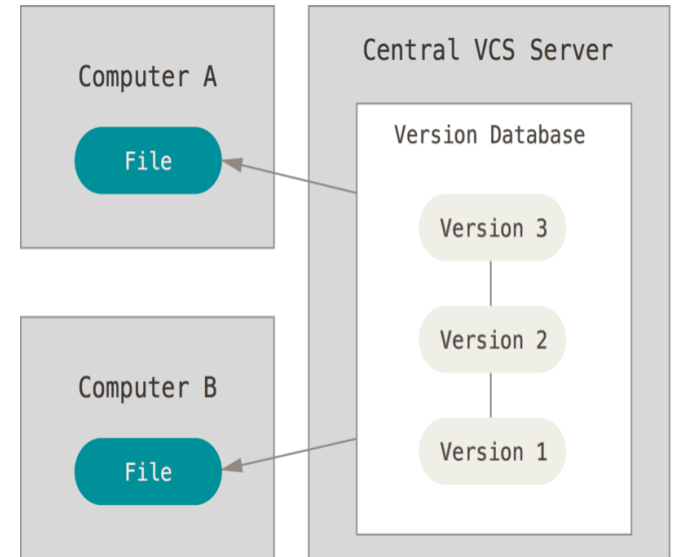 Computer A
File
Computer B
File
Central VCS Server
Version Database
Version 3
Version 2
Version 1